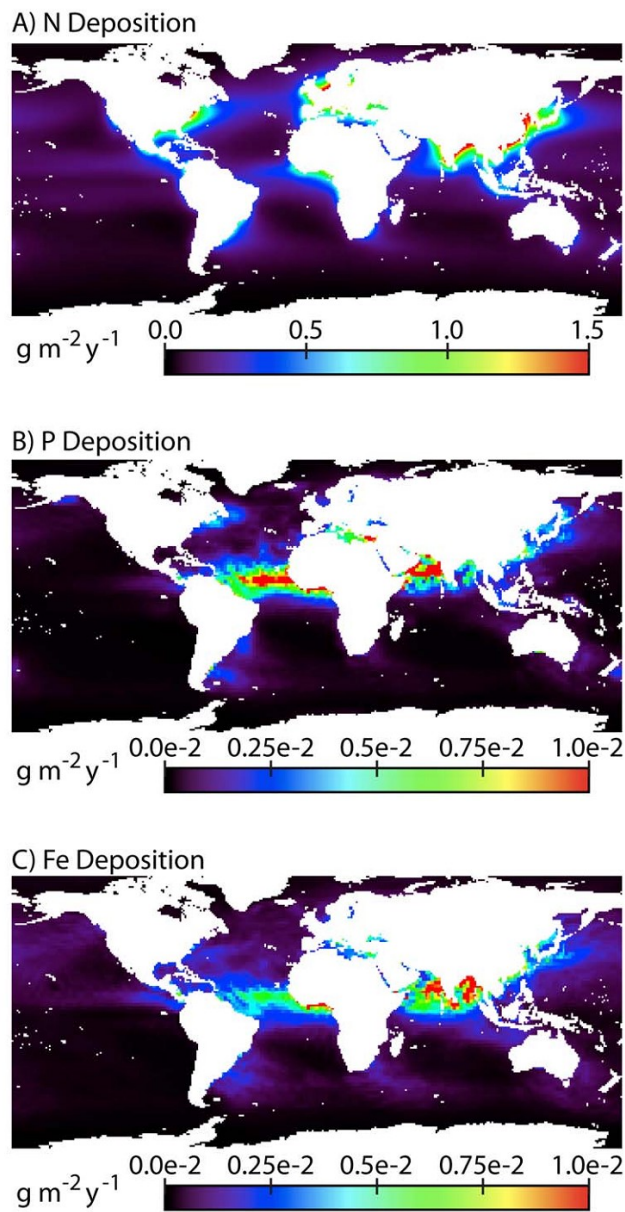 A) N Deposition
0.0 0.5 1.0 1.5
g m⁻² y⁻¹
B) P Deposition
0.0e-2 0.25e-2 0.5e-2 0.75e-2 1.0e-2
g m⁻² y⁻¹
C) Fe Deposition
0.0e-2 0.25e-2 0.5e-2 0.75e-2 1.0e-2
g m⁻² y⁻¹